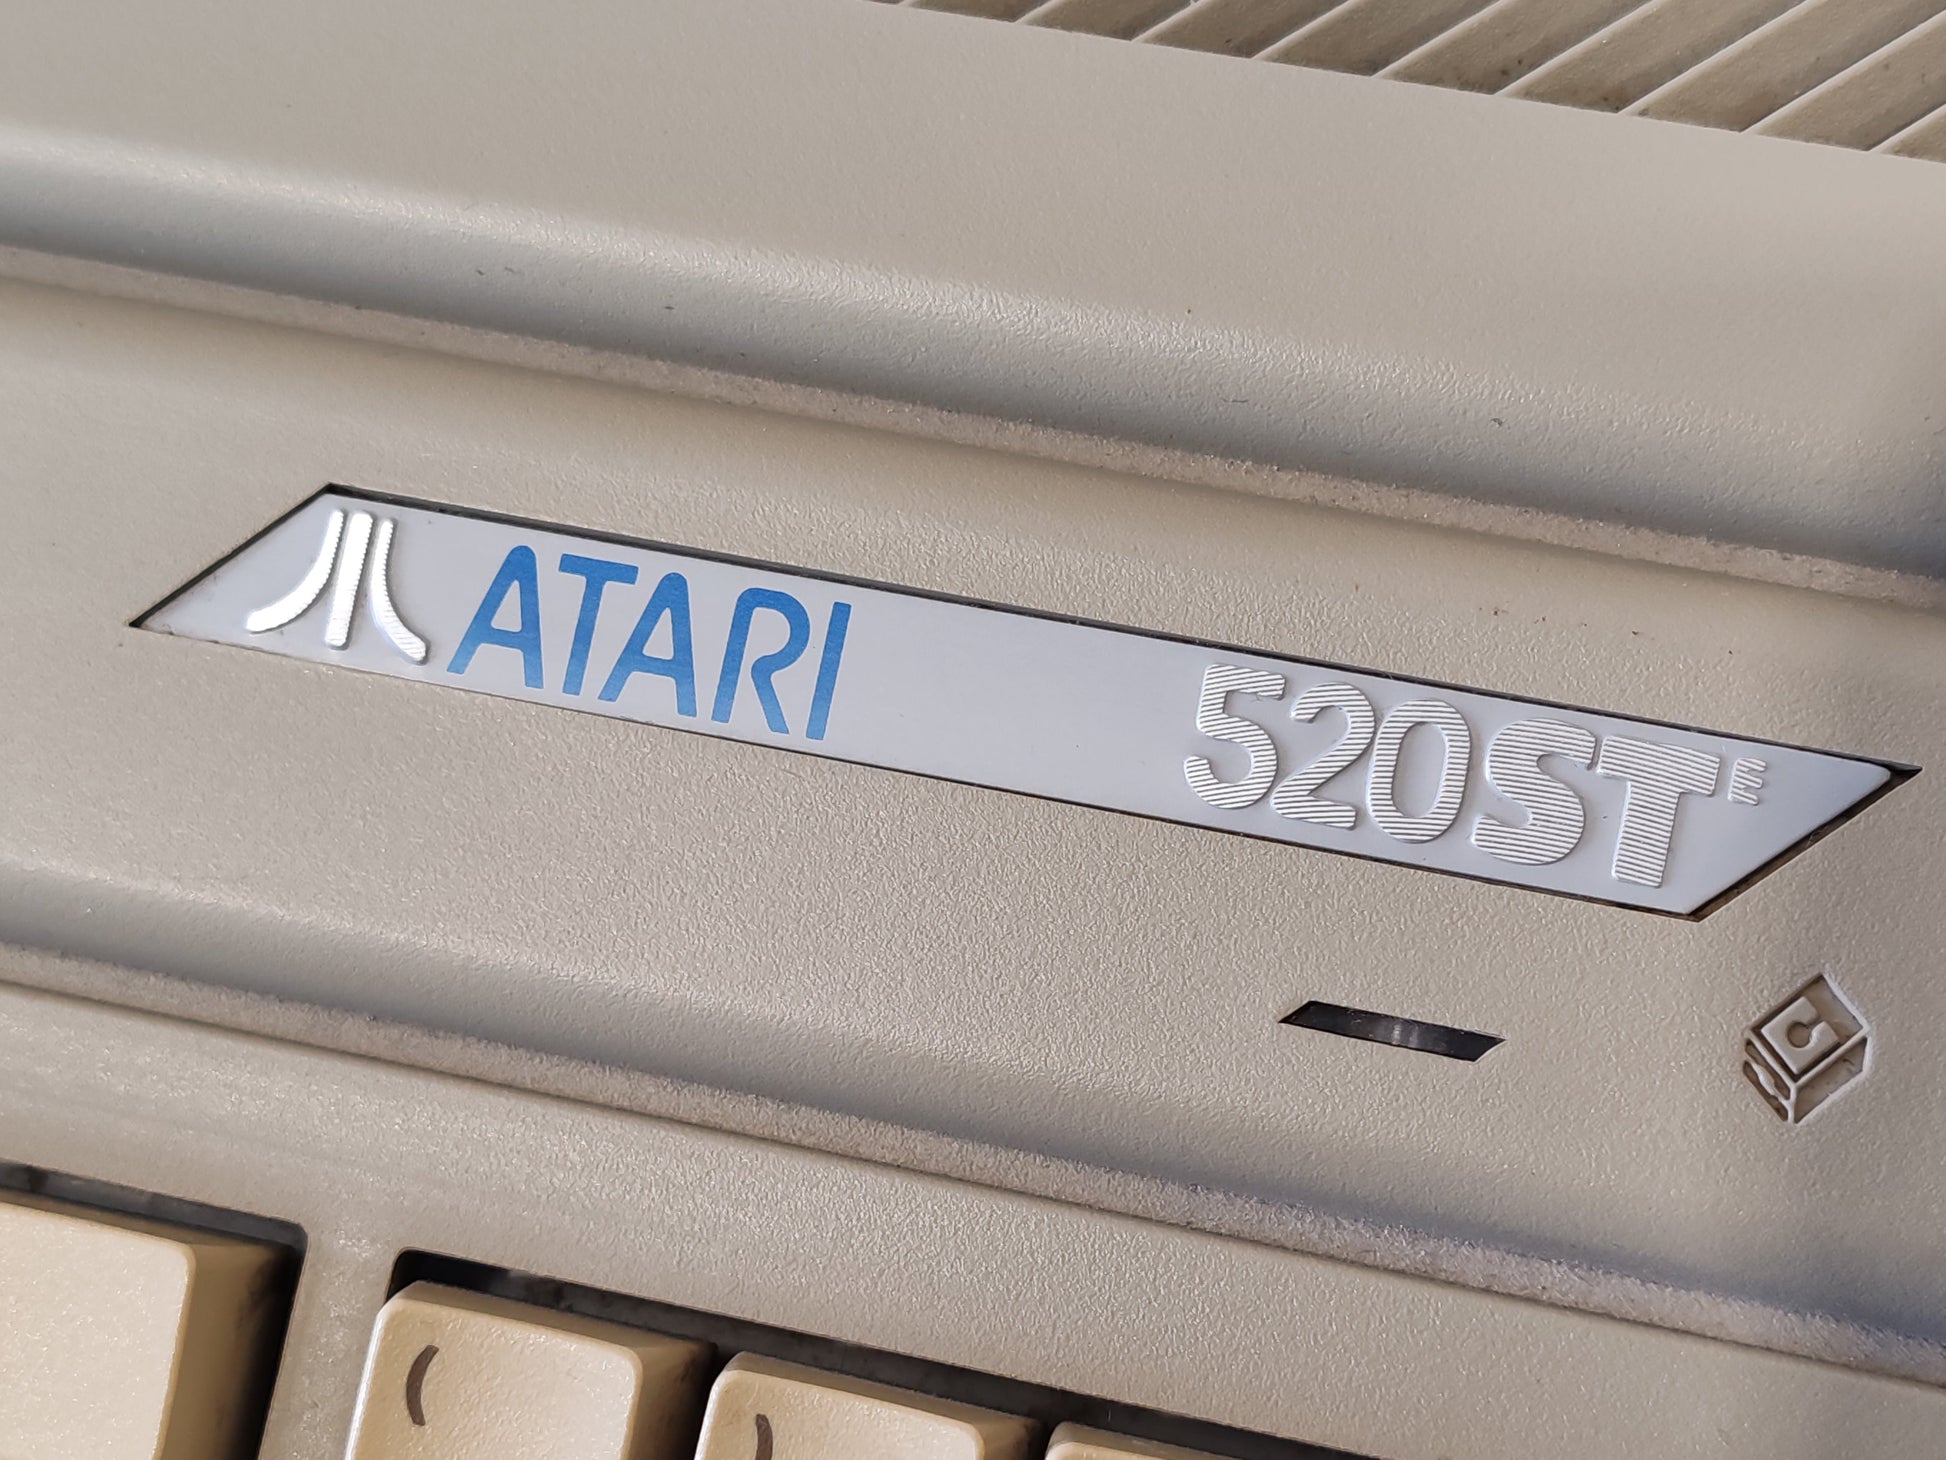 ATARI 520STE
C
( )